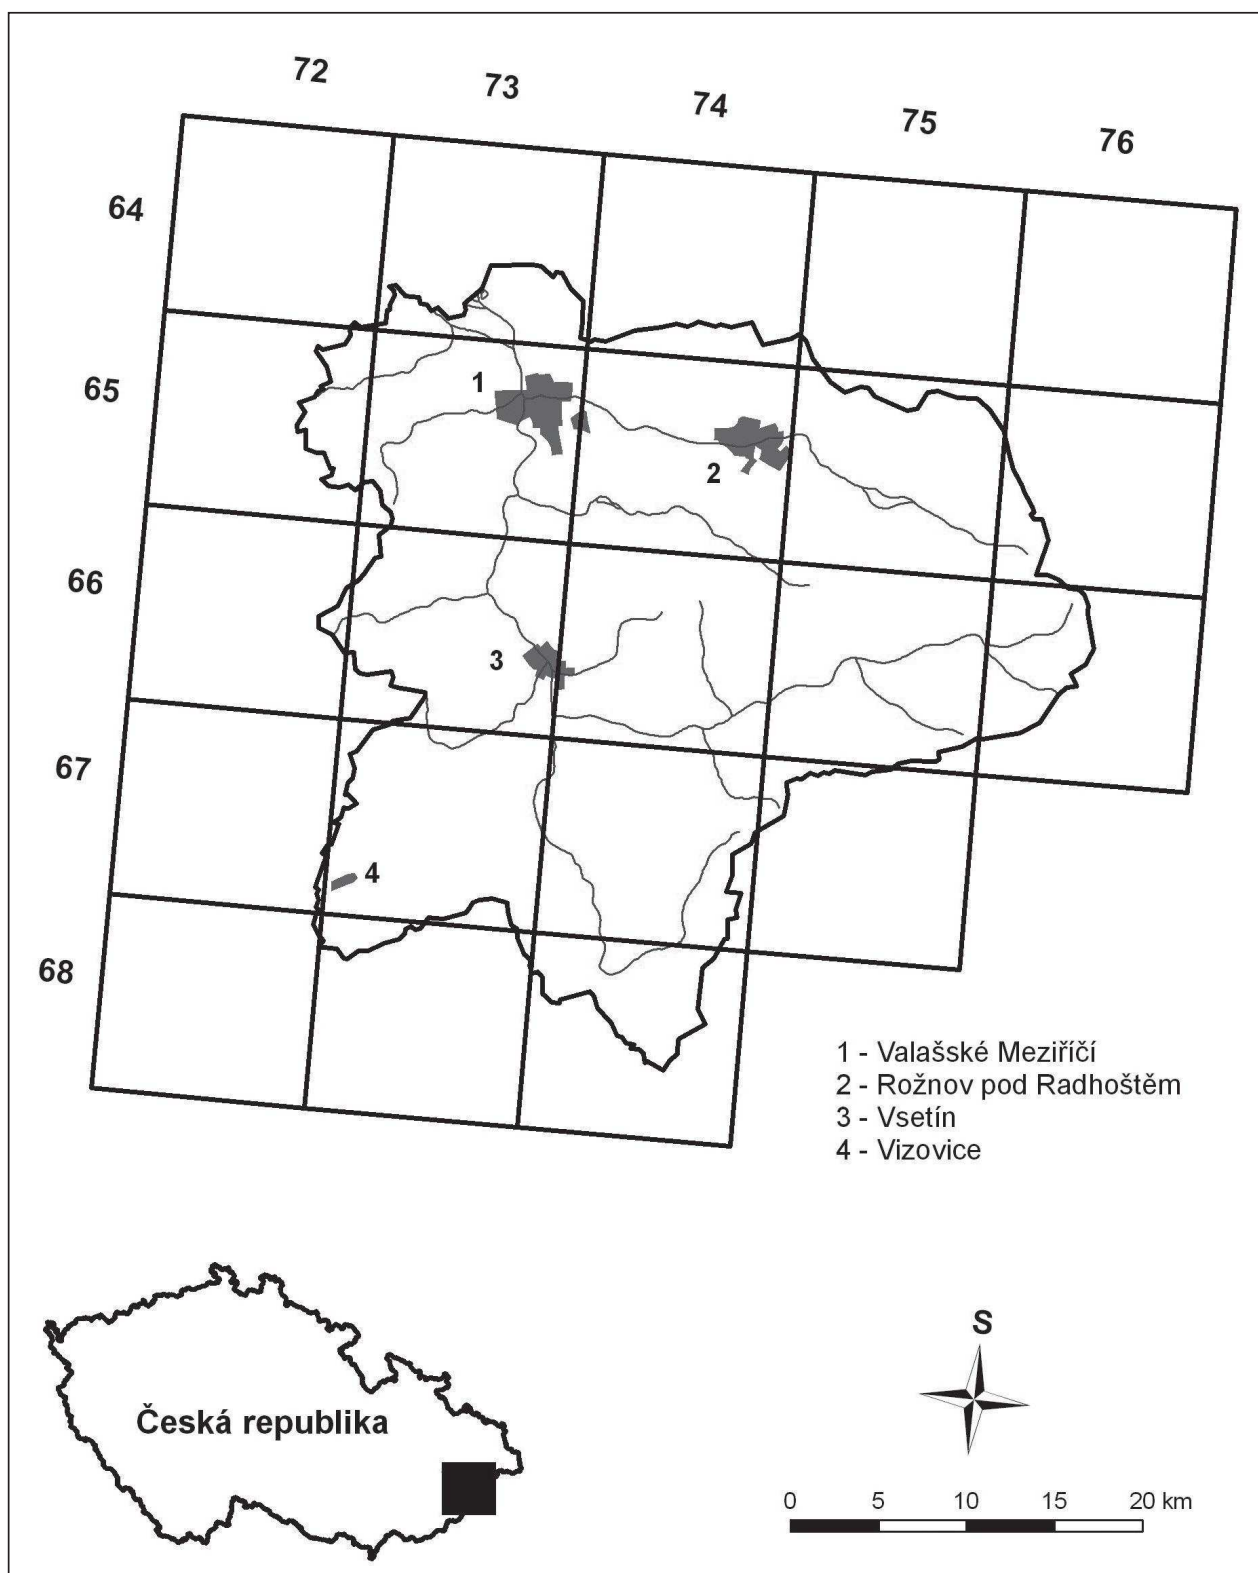 72 73 74 75 76
64
65
66
67
68
1
2
3
4
1 - Valašské Meziříčí
2 - Rožnov pod Radhoštěm
3 - Vsetín
4 - Vizovice
Česká republika
S
0 5 10 15 20 km